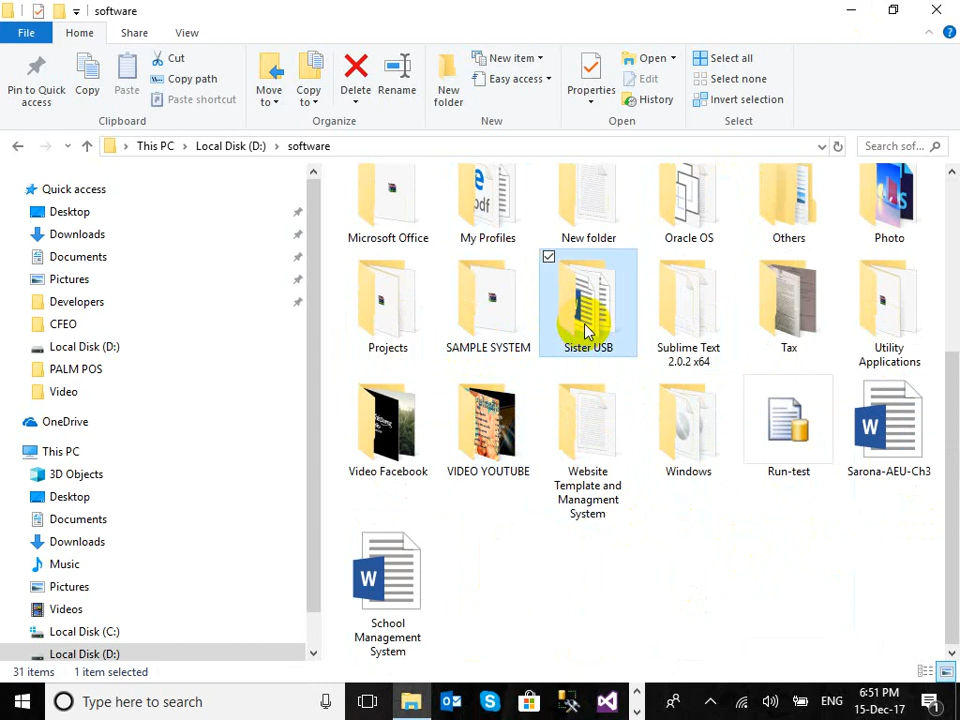 software
File
Home
Share
View
Pin to Quick
access
Copy
Paste
Cut
Copy path
Paste shortcut
Clipboard
Move
to
Copy
to
Delete
Rename
Organize
New
folder
New item
Easy access
New
Properties
Open
Edit
History
Open
Select all
Select none
Invert selection
Select
This PC > Local Disk (D:) > software
Search sof...
Quick access
Desktop
Downloads
Documents
Pictures
Developers
CFEO
Local Disk (D:)
PALM POS
Video
OneDrive
This PC
3D Objects
Desktop
Documents
Downloads
Music
Pictures
Videos
Local Disk (C:)
Local Disk (D:)
Microsoft Office
My Profiles
New folder
Oracle OS
Others
Photo
Projects
SAMPLE SYSTEM
Sister USB
Sublime Text
2.0.2 x64
Tax
Utility
Applications
Video Facebook
VIDEO YOUTUBE
Website
Template and
Managment
System
Windows
Run-test
Sarona-AEU-Ch3
School
Management
System
31 items
1 item selected
Type here to search
ENG
6:51 PM
15-Dec-17